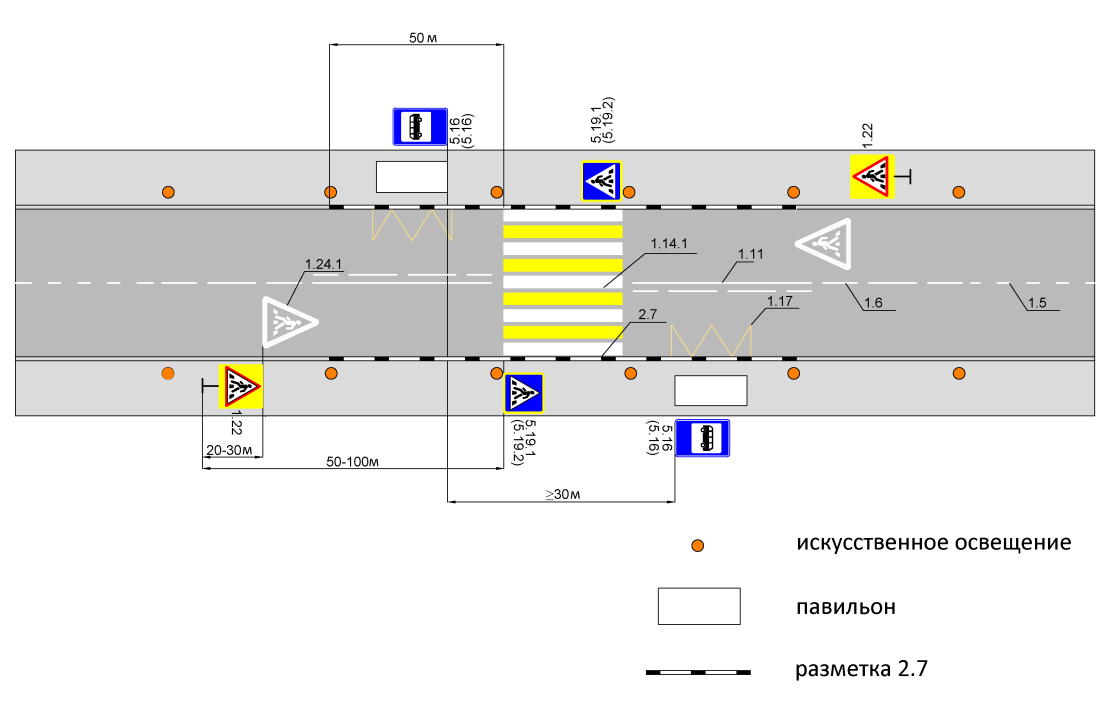 50 м
5.16
(5.16)
5.19.1
(5.19.2)
1.22
1.24.1
1.14.1
1.11
1.17
1.6
1.5
2.7
1.22
5.19.1
(5.19.2)
5.16
(5.16)
20-30м
50-100м
≥30м
искусственное освещение
павильон
разметка 2.7